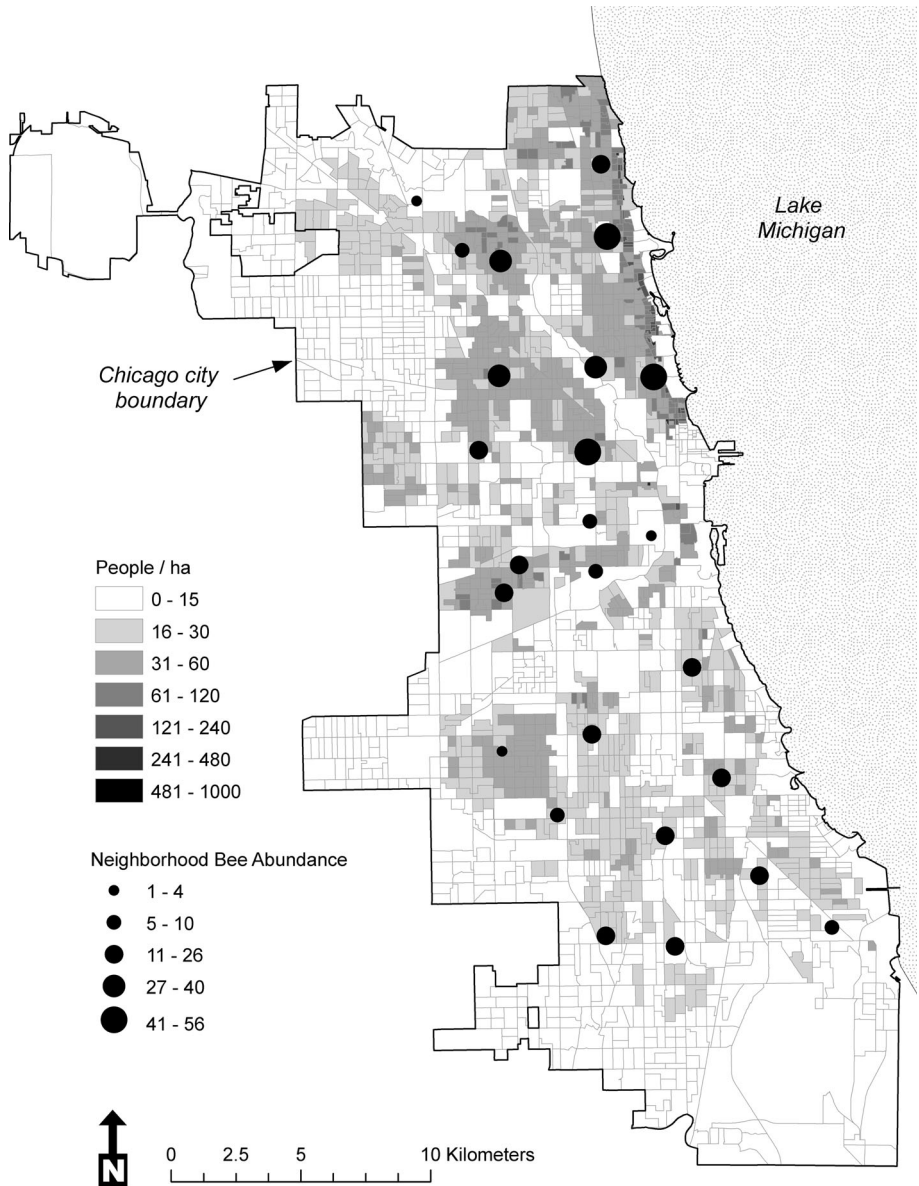 Lake
Michigan
Chicago city
boundary
People / ha
0 - 15
16 - 30
31 - 60
61 - 120
121 - 240
241 - 480
481 - 1000
Neighborhood Bee Abundance
1 - 4
5 - 10
11 - 26
27 - 40
41 - 56
N
0 2.5 5 10 Kilometers